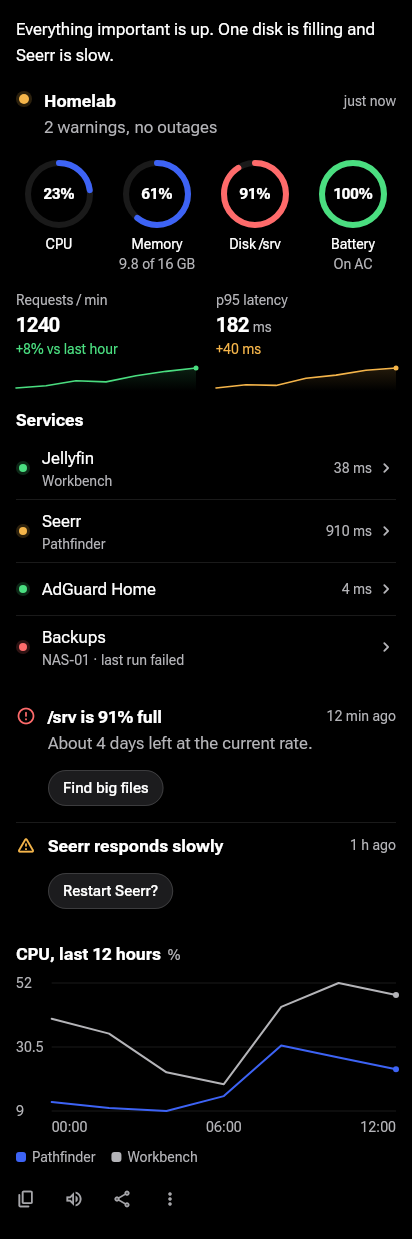 Everything important is up. One disk is filling and
Seerr is slow.
Homelab
just now
2 warnings, no outages
23%
61%
91%
100%
CPU
Memory
Disk /srv
Battery
9.8 of 16 GB
On AC
Requests / min
p95 latency
1240
182 ms
+8% vs last hour
+40 ms
Services
Jellyfin
Workbench
38 ms
Seerr
Pathfinder
910 ms
AdGuard Home
4 ms
Backups
NAS-01 · last run failed
/srv is 91% full
12 min ago
About 4 days left at the current rate.
Find big files
Seerr responds slowly
1 h ago
Restart Seerr?
CPU, last 12 hours %
52
30.5
9
00:00
06:00
12:00
Pathfinder
Workbench